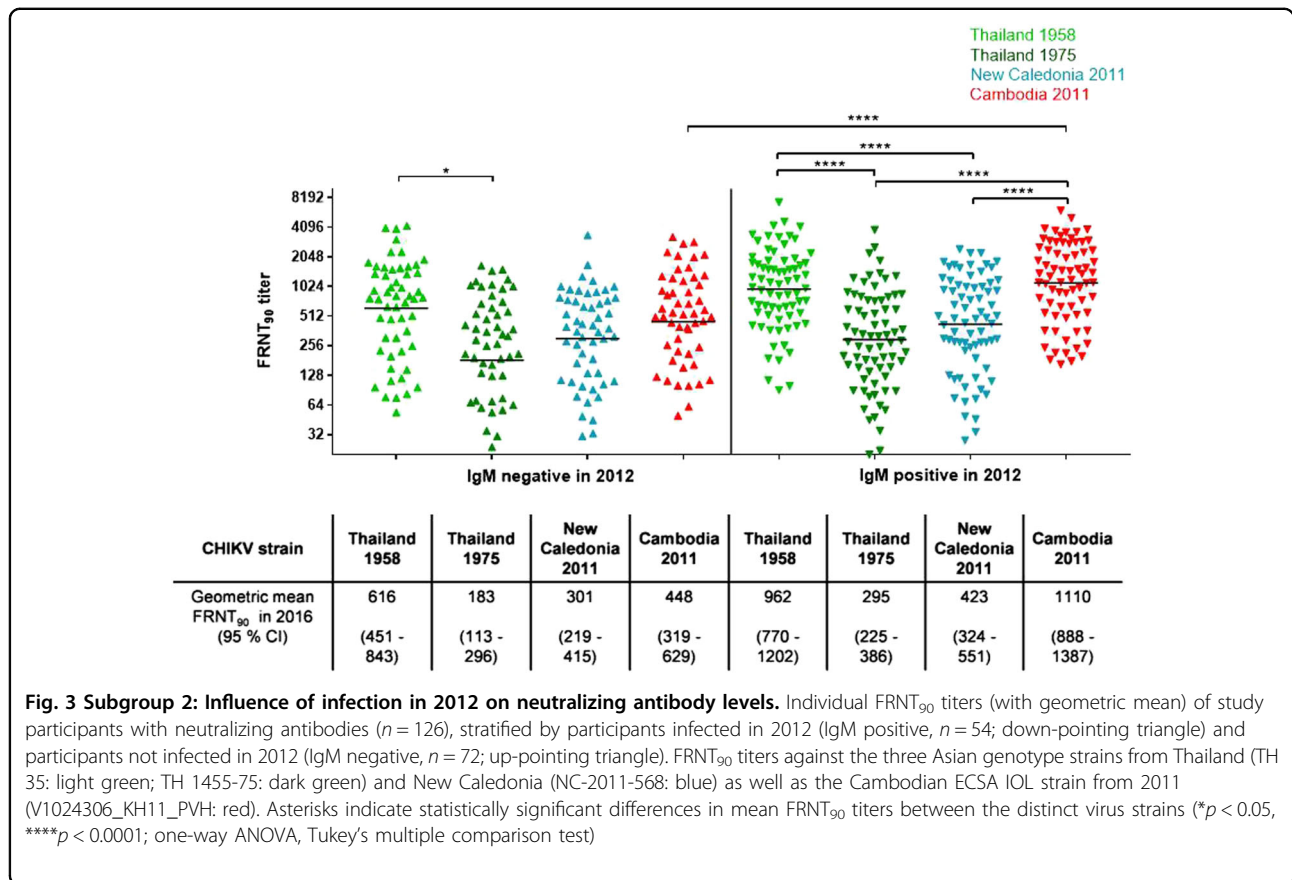 Thailand 1958
Thailand 1975
New Caledonia 2011
Cambodia 2011
****
****
*
****
****
****
FRNT90 titer
8192
4096
2048
1024
512
256
128
64
32
IgM negative in 2012
IgM positive in 2012
CHIKV strain
Thailand 1958
Thailand 1975
New Caledonia 2011
Cambodia 2011
Thailand 1958
Thailand 1975
New Caledonia 2011
Cambodia 2011
Geometric mean FRNT90 in 2016 (95 % CI)
616 (451 - 843)
183 (113 - 296)
301 (219 - 415)
448 (319 - 629)
962 (770 - 1202)
295 (225 - 386)
423 (324 - 551)
1110 (888 - 1387)
Fig. 3 Subgroup 2: Influence of infection in 2012 on neutralizing antibody levels. Individual FRNT90 titers (with geometric mean) of study
participants with neutralizing antibodies (n = 126), stratified by participants infected in 2012 (IgM positive, n = 54; down-pointing triangle) and
participants not infected in 2012 (IgM negative, n = 72; up-pointing triangle). FRNT90 titers against the three Asian genotype strains from Thailand (TH
35: light green; TH 1455-75: dark green) and New Caledonia (NC-2011-568: blue) as well as the Cambodian ECSA IOL strain from 2011
(V1024306_KH11_PVH: red). Asterisks indicate statistically significant differences in mean FRNT90 titers between the distinct virus strains (*p < 0.05,
****p < 0.0001; one-way ANOVA, Tukey's multiple comparison test)